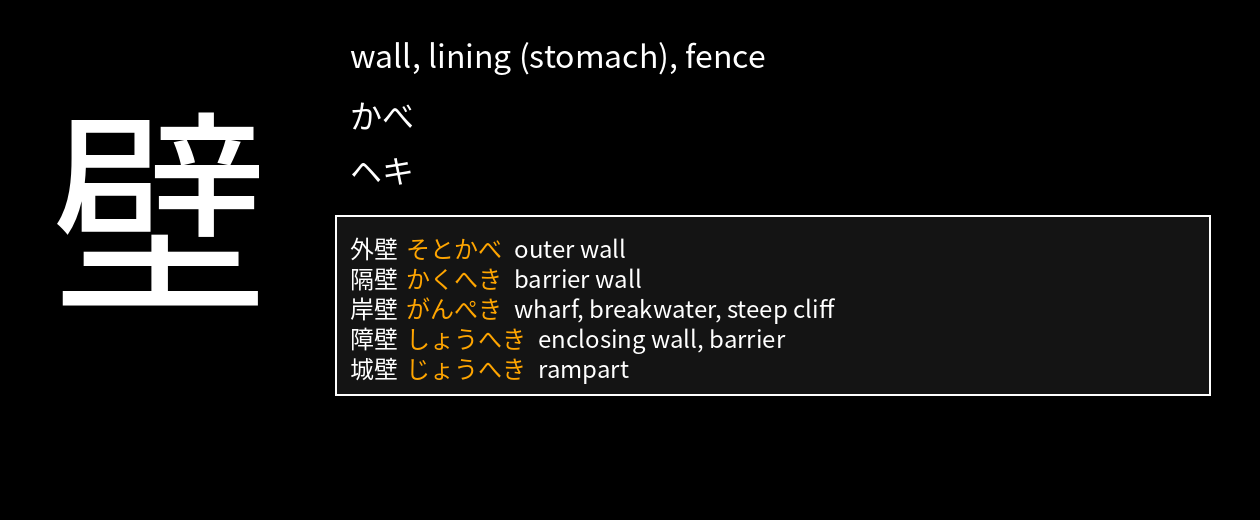 壁
wall, lining (stomach), fence
かべ
ヘキ
外壁 そとかべ outer wall
隔壁 かくへき barrier wall
岸壁 がんぺき wharf, breakwater, steep cliff
障壁 しょうへき enclosing wall, barrier
城壁 じょうへき rampart